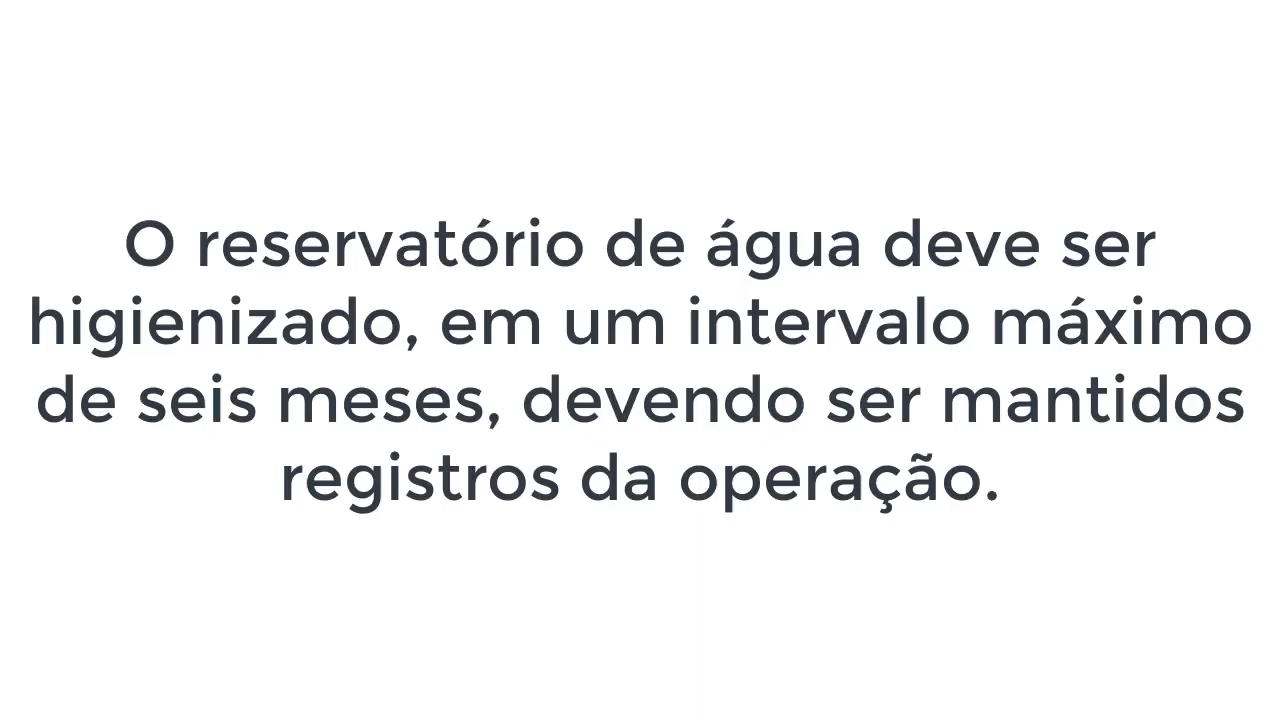 O reservatório de água deve ser
higienizado, em um intervalo máximo
de seis meses, devendo ser mantidos
registros da operação.